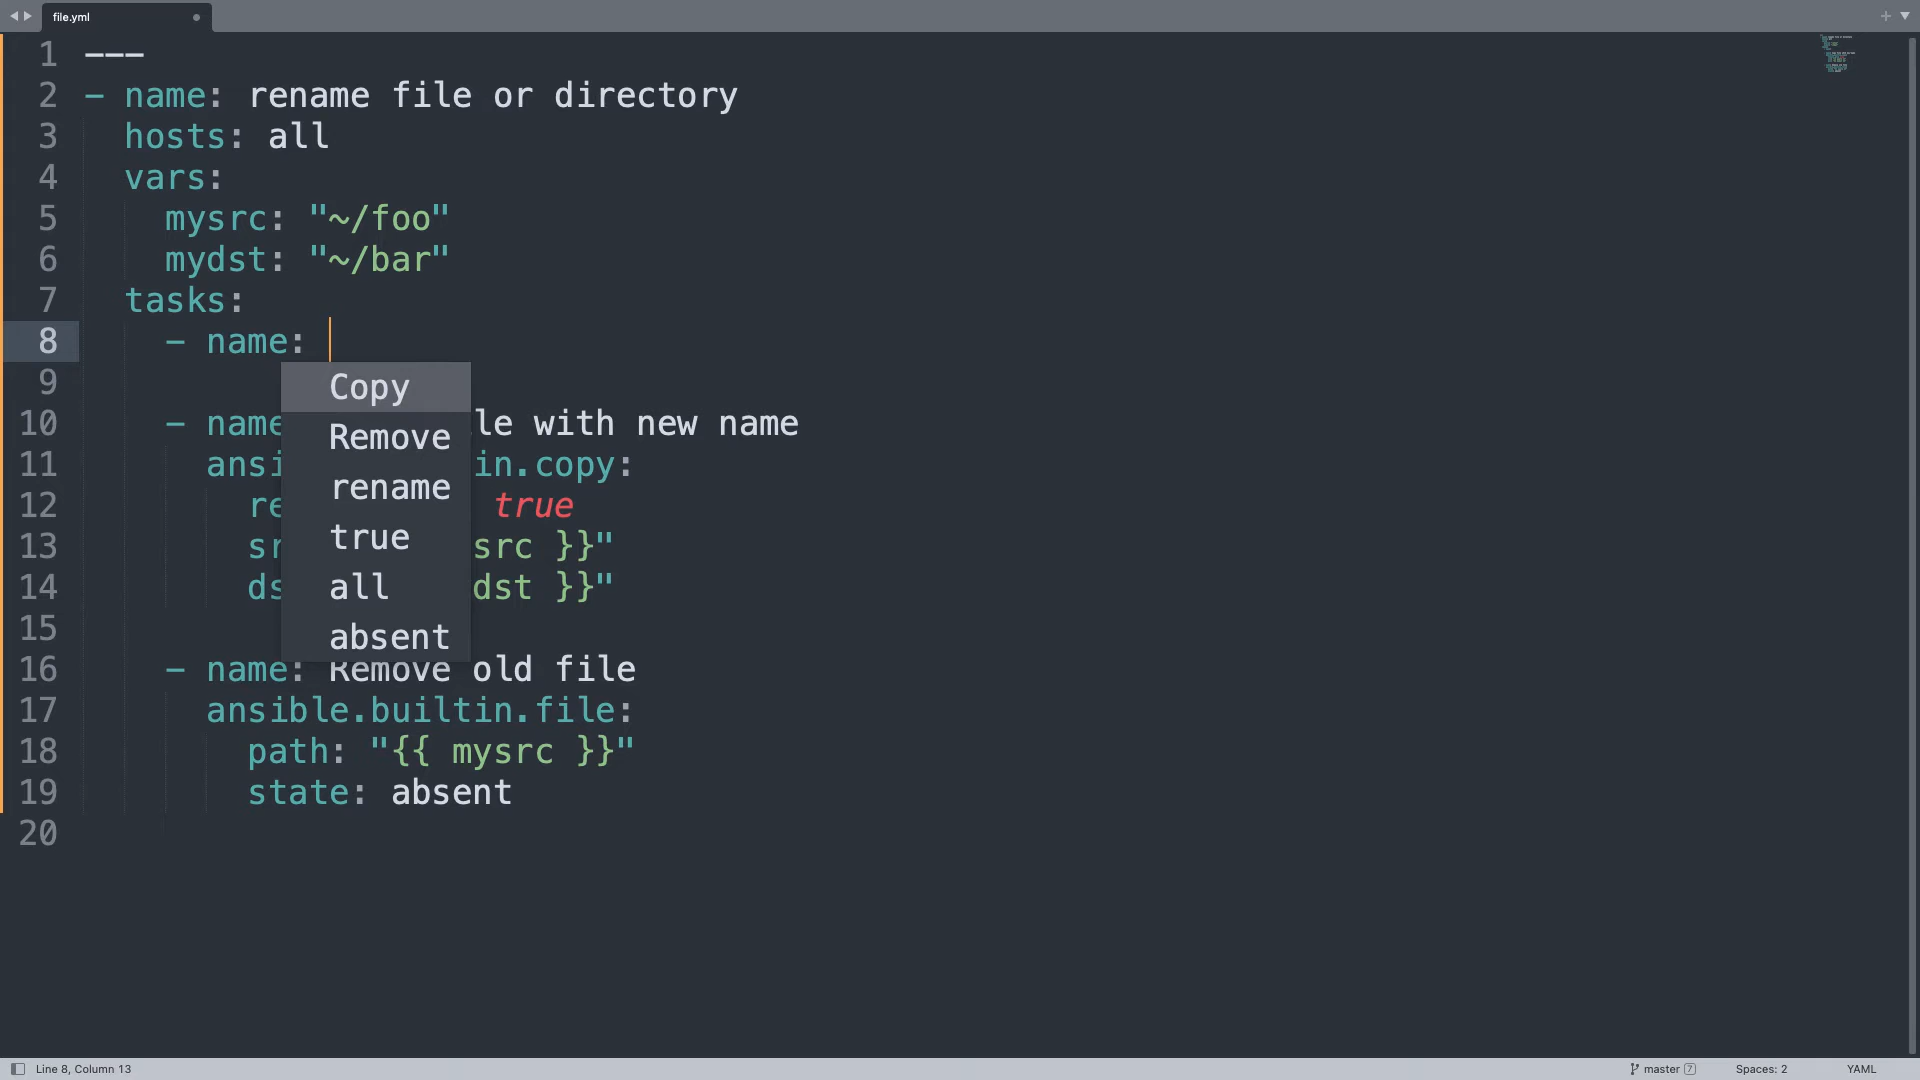 file.yml
1 ---
2 - name: rename file or directory
3 hosts: all
4 vars:
5 mysrc: "~/foo"
6 mydst: "~/bar"
7 tasks:
8 - name:
9
Copy
10 - name le with new name
Remove
11 ansi in.copy:
rename
12 re true
true
13 sr src }}"
all
14 ds dst }}"
absent
15
16 - name: Remove old file
17 ansible.builtin.file:
18 path: "{{ mysrc }}"
19 state: absent
20
Line 8, Column 13
master 7
Spaces: 2
YAML